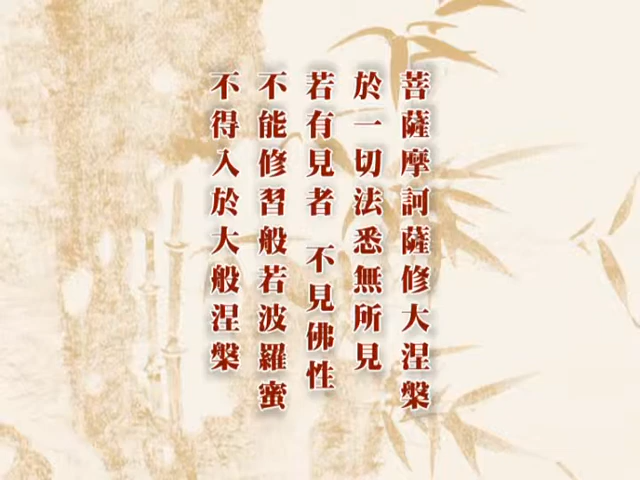 菩薩摩訶薩修大涅槃
於一切法悉無所見
若有見者 不見佛性
不能修習般若波羅蜜
不得入於大般涅槃